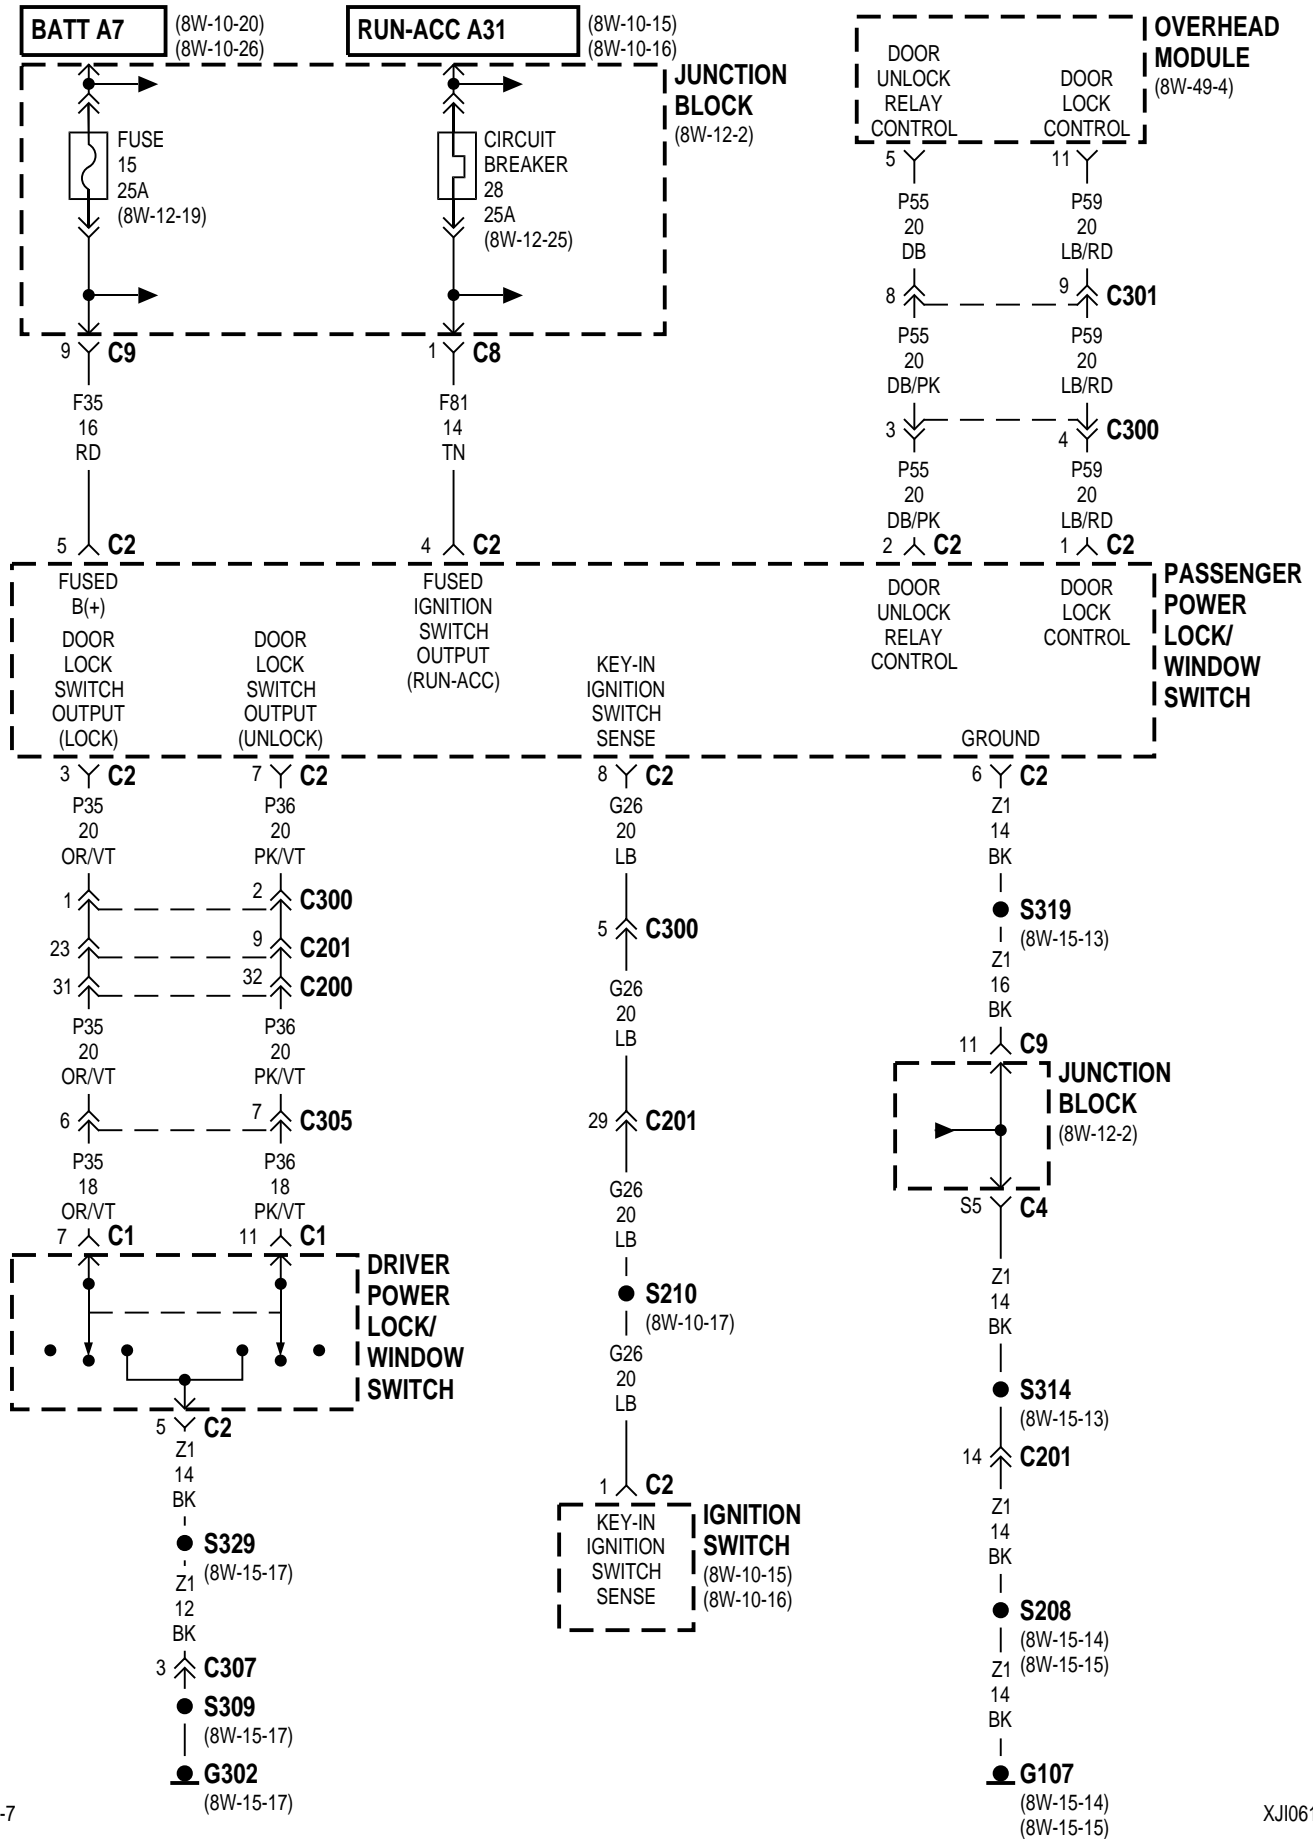 BATT A7
(8W-10-20)
(8W-10-26)
RUN-ACC A31
(8W-10-15)
(8W-10-16)
JUNCTION
BLOCK
(8W-12-2)
FUSE
15
25A
(8W-12-19)
CIRCUIT
BREAKER
28
25A
(8W-12-25)
DOOR
UNLOCK
RELAY
CONTROL
DOOR
LOCK
CONTROL
OVERHEAD
MODULE
(8W-49-4)
5
11
P55
20
DB
P59
20
LB/RD
8
9
C301
P55
20
DB/PK
P59
20
LB/RD
3
4
C300
P55
20
DB/PK
P59
20
LB/RD
2
C2
1
C2
9
C9
F35
16
RD
5
C2
1
C8
F81
14
TN
4
C2
FUSED
B(+)
DOOR
LOCK
SWITCH
OUTPUT
(LOCK)
DOOR
LOCK
SWITCH
OUTPUT
(UNLOCK)
FUSED
IGNITION
SWITCH
OUTPUT
(RUN-ACC)
KEY-IN
IGNITION
SWITCH
SENSE
DOOR
UNLOCK
RELAY
CONTROL
DOOR
LOCK
CONTROL
GROUND
PASSENGER
POWER
LOCK/
WINDOW
SWITCH
3
C2
7
C2
P35
20
OR/VT
P36
20
PK/VT
1
2
C300
23
9
C201
31
32
C200
P35
20
OR/VT
P36
20
PK/VT
6
7
C305
P35
18
OR/VT
P36
18
PK/VT
7
C1
11
C1
DRIVER
POWER
LOCK/
WINDOW
SWITCH
5
C2
Z1
14
BK
S329
(8W-15-17)
Z1
12
BK
3
C307
S309
(8W-15-17)
G302
(8W-15-17)
8
C2
G26
20
LB
5
C300
G26
20
LB
29
C201
G26
20
LB
S210
(8W-10-17)
G26
20
LB
1
C2
KEY-IN
IGNITION
SWITCH
SENSE
IGNITION
SWITCH
(8W-10-15)
(8W-10-16)
6
C2
Z1
14
BK
S319
(8W-15-13)
Z1
16
BK
11
C9
JUNCTION
BLOCK
(8W-12-2)
S5
C4
Z1
14
BK
S314
(8W-15-13)
14
C201
Z1
14
BK
S208
(8W-15-14)
(8W-15-15)
Z1
14
BK
G107
(8W-15-14)
(8W-15-15)
-7
XJI061